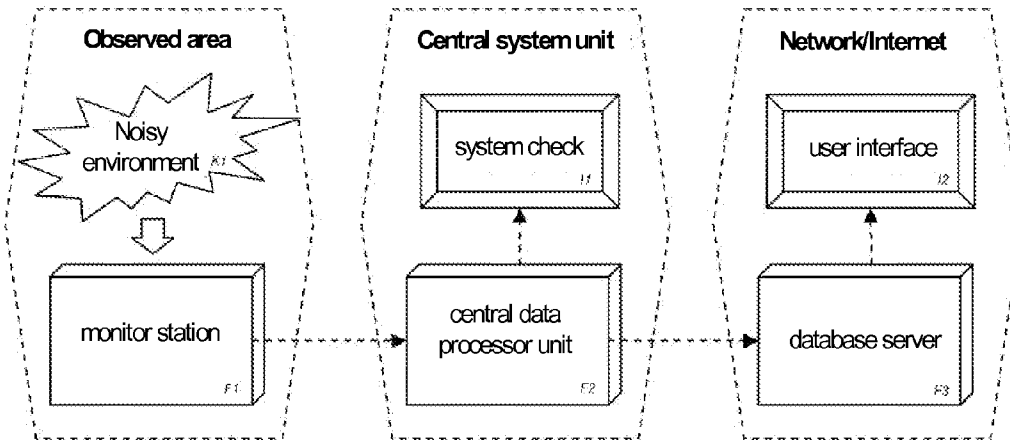 Observed area
Noisy
environment K1
monitor station
F1
Central system unit
system check
I1
central data
processor unit
F2
Network/Internet
user interface
I2
database server
F3